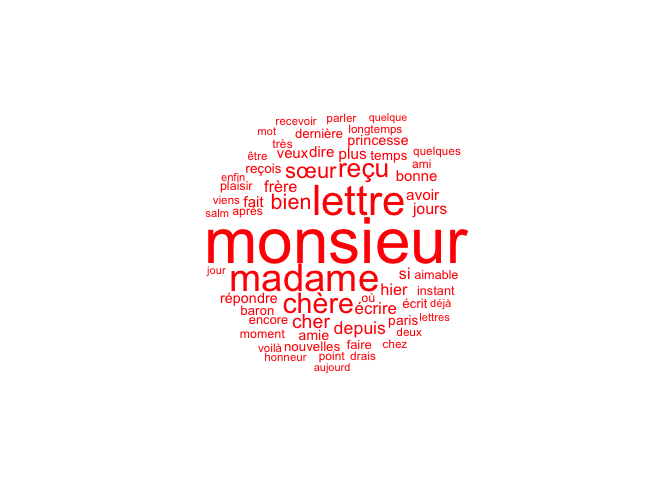 recevoir parler quelque
mot dernière longtemps
très princesse
être veux dire plus temps quelques
enfin reçois sœur reçu ami
plaisir frère bonne
viens fait bien lettre avoir
salm après jours
monsieur
jour madame si aimable
répondre chère où hier instant
baron écrire écrit déjà
encore cher depuis paris lettres
moment amie deux
voilà nouvelles faire chez
honneur point drais
aujourd